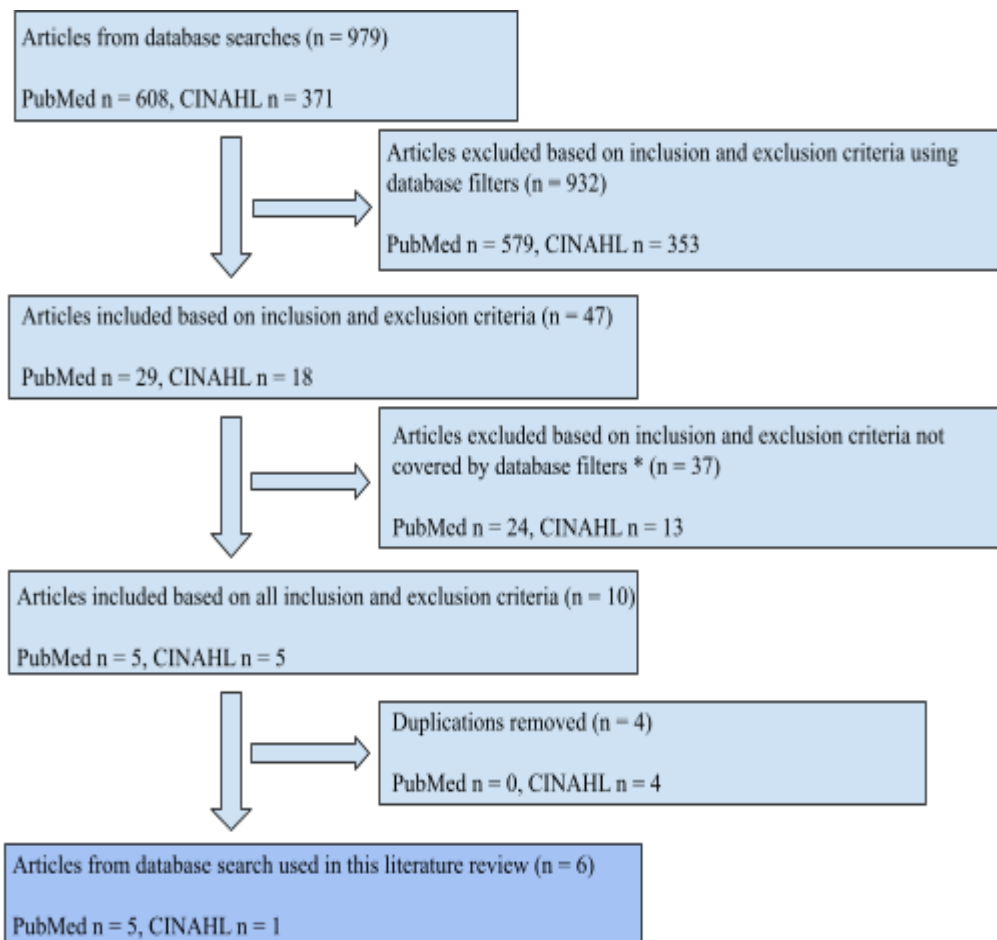 Articles from database searches (n = 979)
PubMed n = 608, CINAHL n = 371
Articles excluded based on inclusion and exclusion criteria using
database filters (n = 932)
PubMed n = 579, CINAHL n = 353
Articles included based on inclusion and exclusion criteria (n = 47)
PubMed n = 29, CINAHL n = 18
Articles excluded based on inclusion and exclusion criteria not
covered by database filters * (n = 37)
PubMed n = 24, CINAHL n = 13
Articles included based on all inclusion and exclusion criteria (n = 10)
PubMed n = 5, CINAHL n = 5
Duplications removed (n = 4)
PubMed n = 0, CINAHL n = 4
Articles from database search used in this literature review (n = 6)
PubMed n = 5, CINAHL n = 1